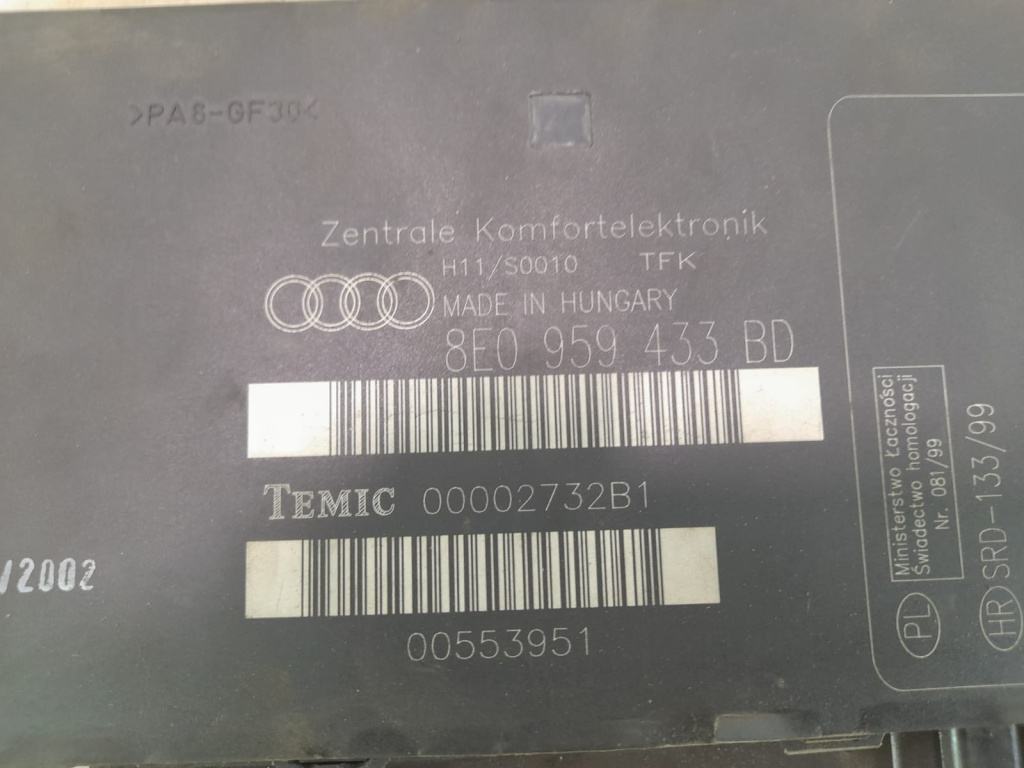 >PA6-GF30<
Zentrale Komfortelektronik
H11/S0010 TFK
MADE IN HUNGARY
8E0 959 433 BD
TEMIC 00002732B1
/2002
00553951
Ministerstwo Łączności
Świadectwo homologacji
Nr. 081/99
PL
SRD-133/99
HR